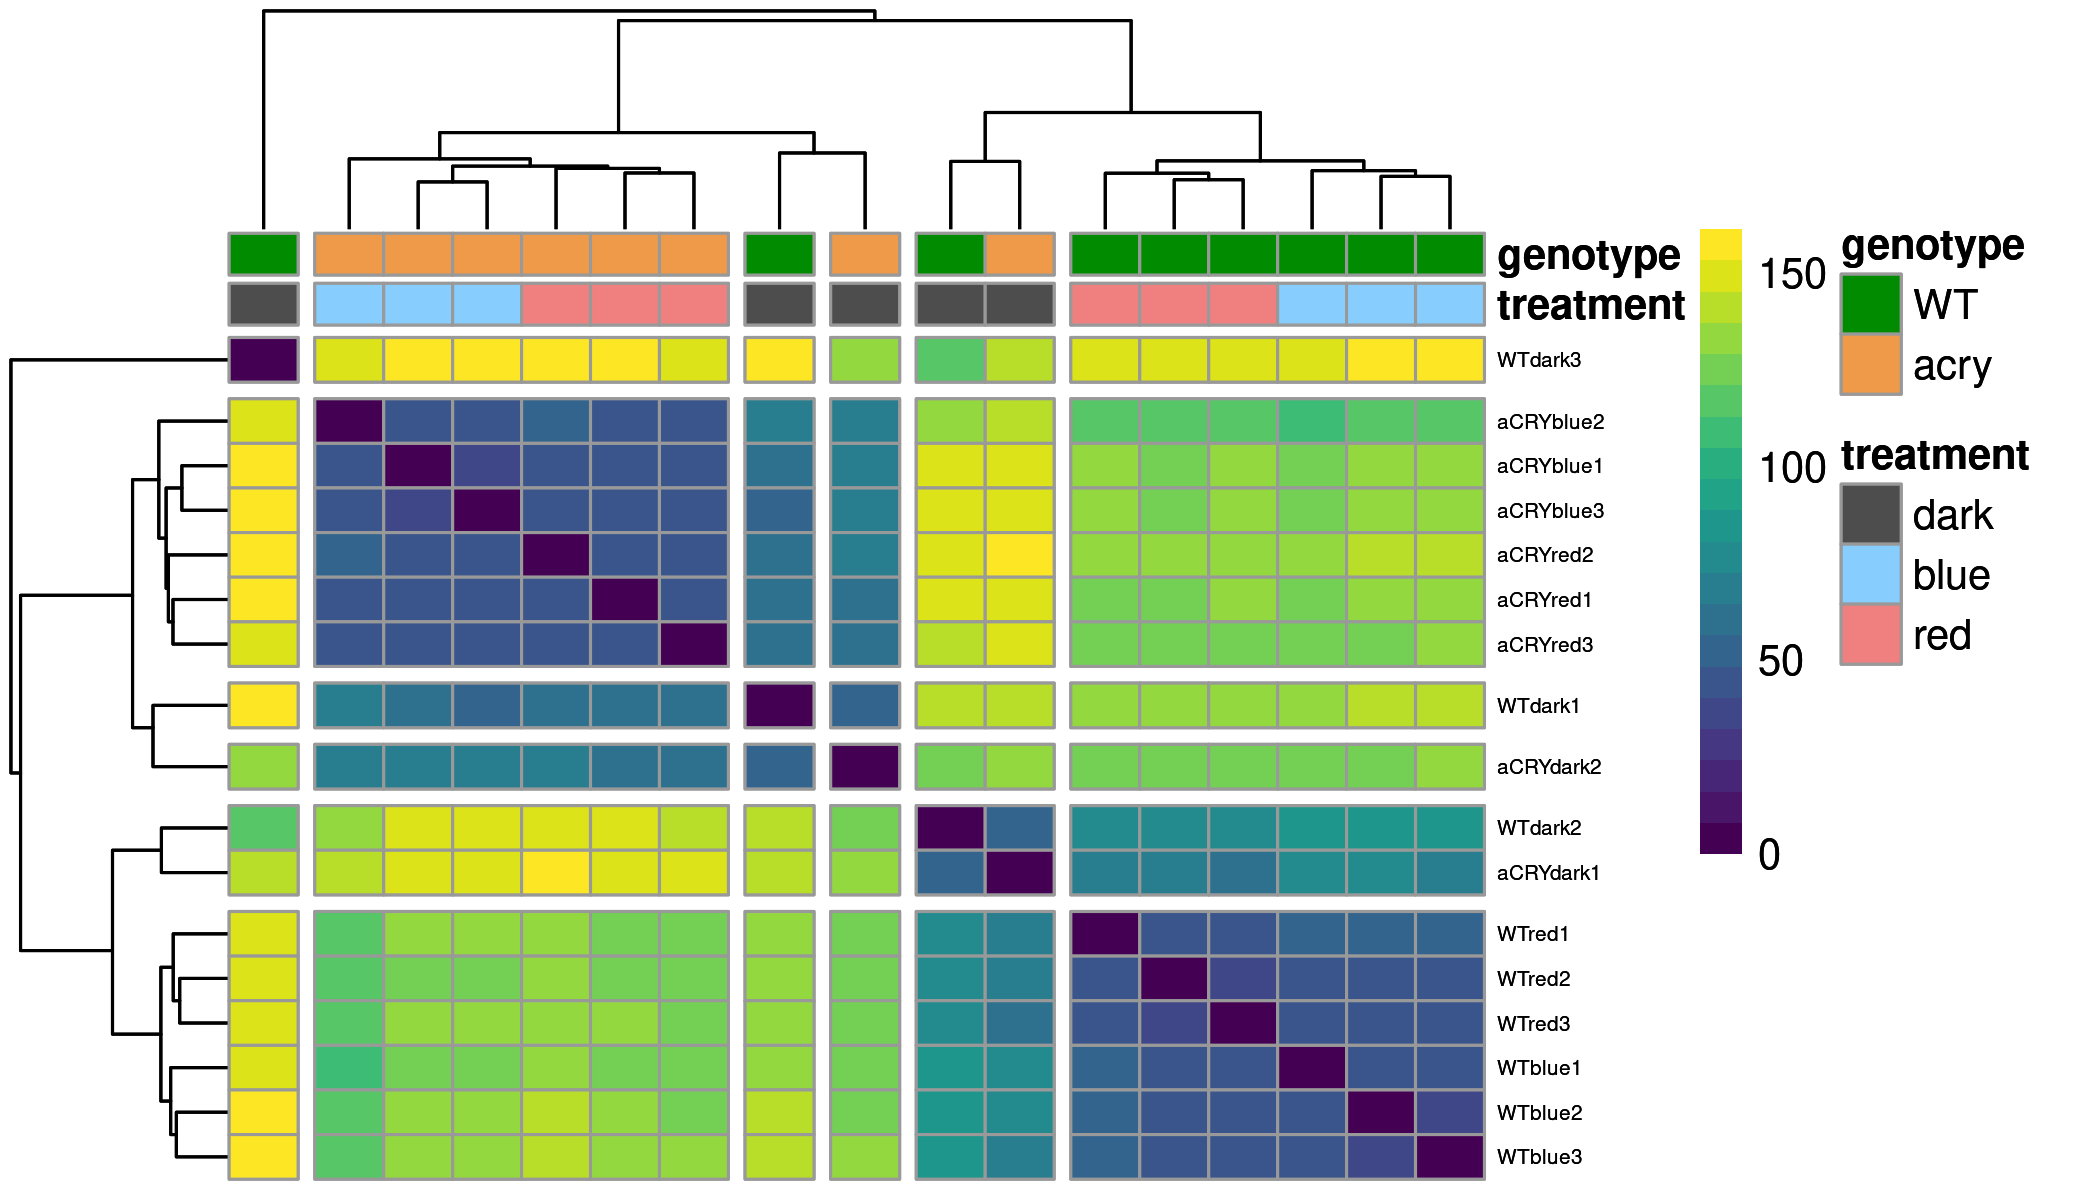 genotype
treatment
WTdark3
aCRYblue2
aCRYblue1
aCRYblue3
aCRYred2
aCRYred1
aCRYred3
WTdark1
aCRYdark2
WTdark2
aCRYdark1
WTred1
WTred2
WTred3
WTblue1
WTblue2
WTblue3
150
100
50
0
genotype
WT
acry
treatment
dark
blue
red